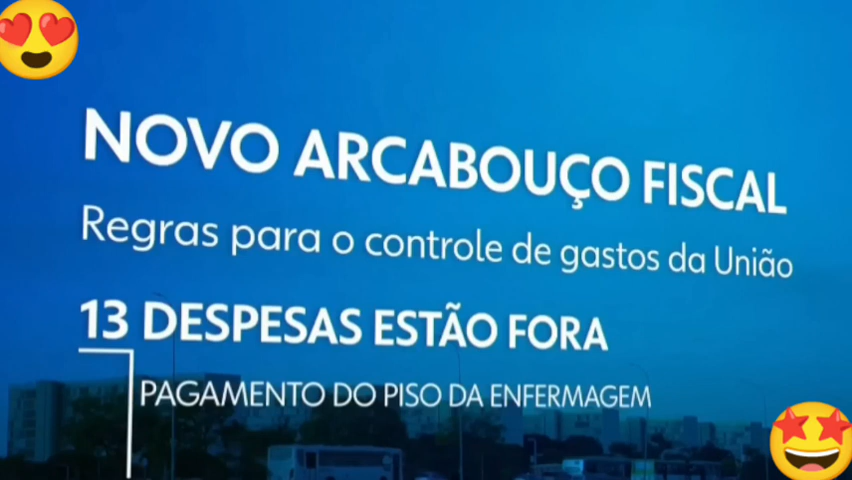 NOVO ARCABOUÇO FISCAL
Regras para o controle de gastos da União
13 DESPESAS ESTÃO FORA
PAGAMENTO DO PISO DA ENFERMAGEM